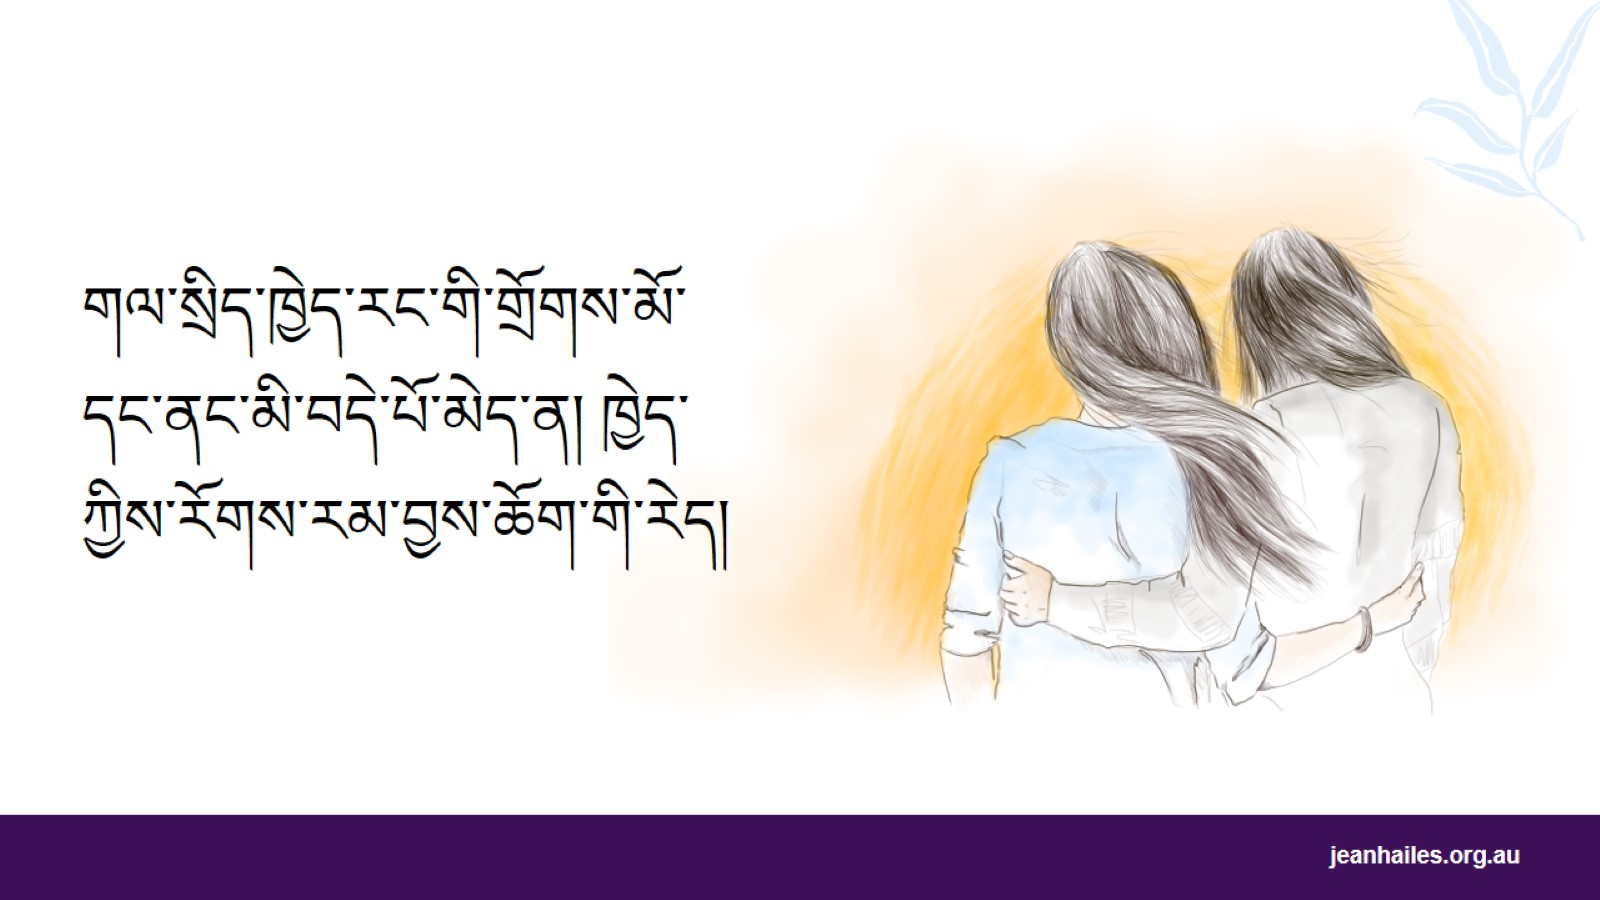 གལ་སྲིད་ཁྱེད་རང་གི་གྲོགས་མོ་
དང་ནང་མི་བདེ་པོ་མེད་ན། ཁྱེད་
ཀྱིས་རོགས་རམ་བྱས་ཆོག་གི་རེད།
jeanhailes.org.au